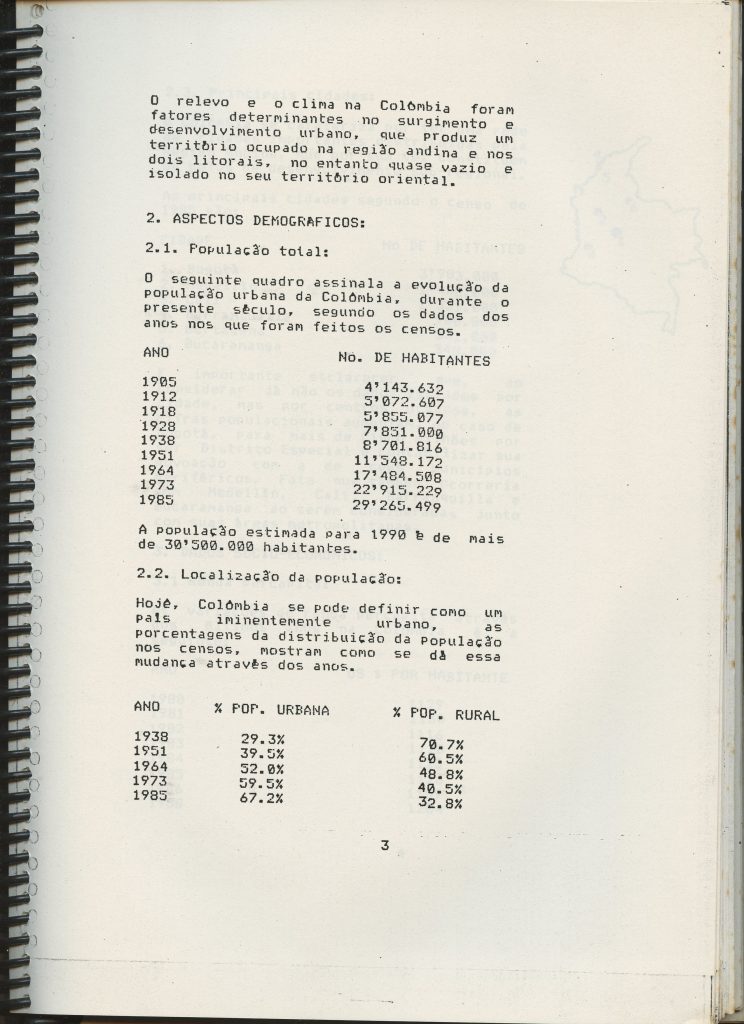 O relevo e o clima na Colômbia foram
fatores determinantes no surgimento e
desenvolvimento urbano, que produz um
território ocupado na região andina e nos
dois litorais, no entanto quase vazio e
isolado no seu território oriental.
2. ASPECTOS DEMOGRAFICOS:
2.1. População total:
O seguinte quadro assinala a evolução da
população urbana da Colômbia, durante o
presente século, segundo os dados dos
anos nos que foram feitos os censos.
ANO No. DE HABITANTES
1905 4'143.632
1912 5'072.607
1918 5'855.077
1928 7'851.000
1938 8'701.816
1951 11'548.172
1964 17'484.508
1973 22'915.229
1985 29'265.499
A população estimada para 1990 é de mais
de 30'500.000 habitantes.
2.2. Localização da população:
Hojé, Colômbia se pode definir como um
país iminentemente urbano, as
porcentagens da distribuição da população
nos censos, mostram como se dá essa
mudança através dos anos.
ANO % POP. URBANA % POP. RURAL
1938 29.3% 70.7%
1951 39.5% 60.5%
1964 52.0% 48.8%
1973 59.5% 40.5%
1985 67.2% 32.8%
3